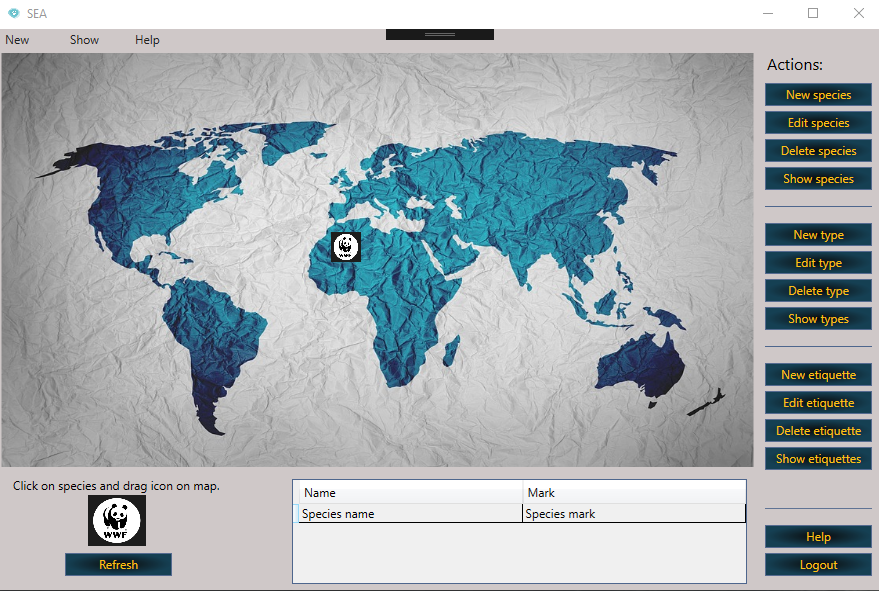 SEA
New Show Help
Actions:
New species
Edit species
Delete species
Show species
New type
Edit type
Delete type
Show types
New etiquette
Edit etiquette
Delete etiquette
Show etiquettes
Help
Logout
WWF
Click on species and drag icon on map.
WWF
Refresh
Name Mark
Species name Species mark